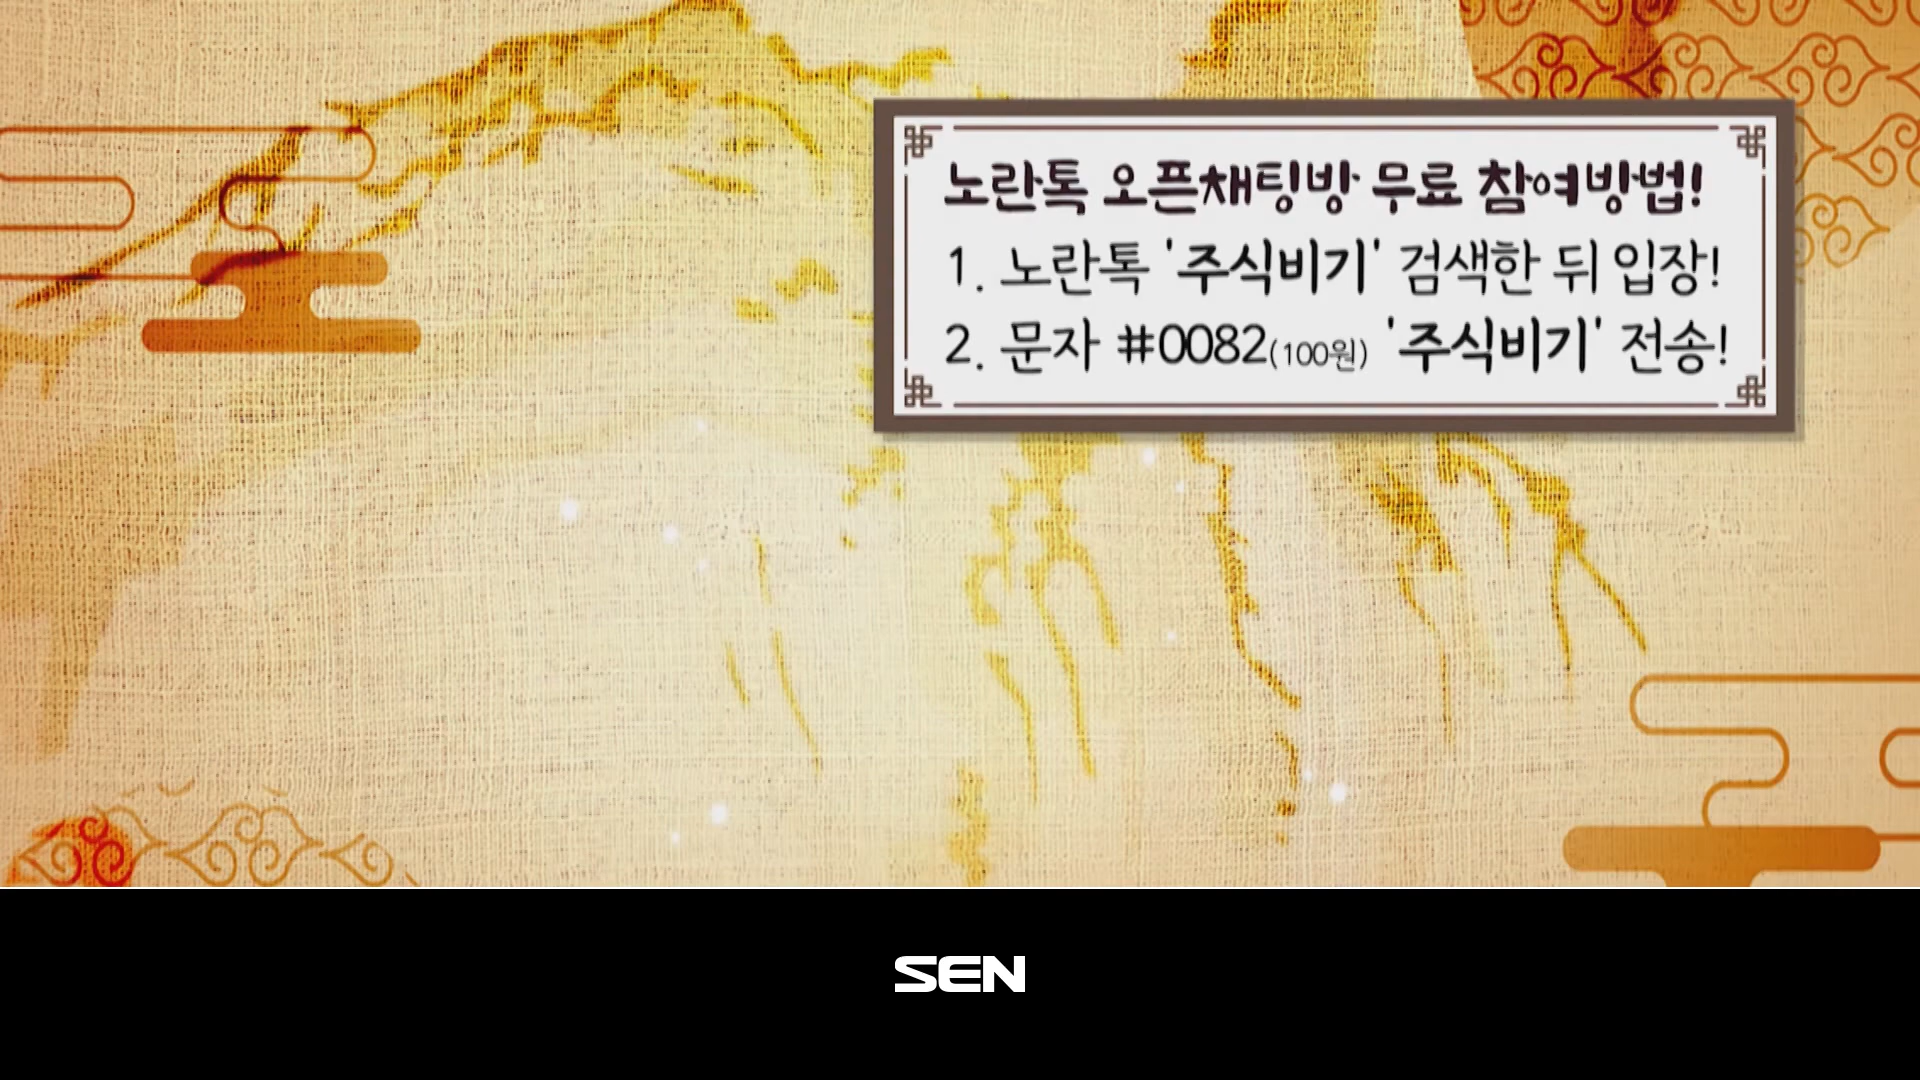 노란톡 오픈채팅방 무료 참여방법!
1. 노란톡 '주식비기' 검색한 뒤 입장!
2. 문자 #0082(100원) '주식비기' 전송!
SEN